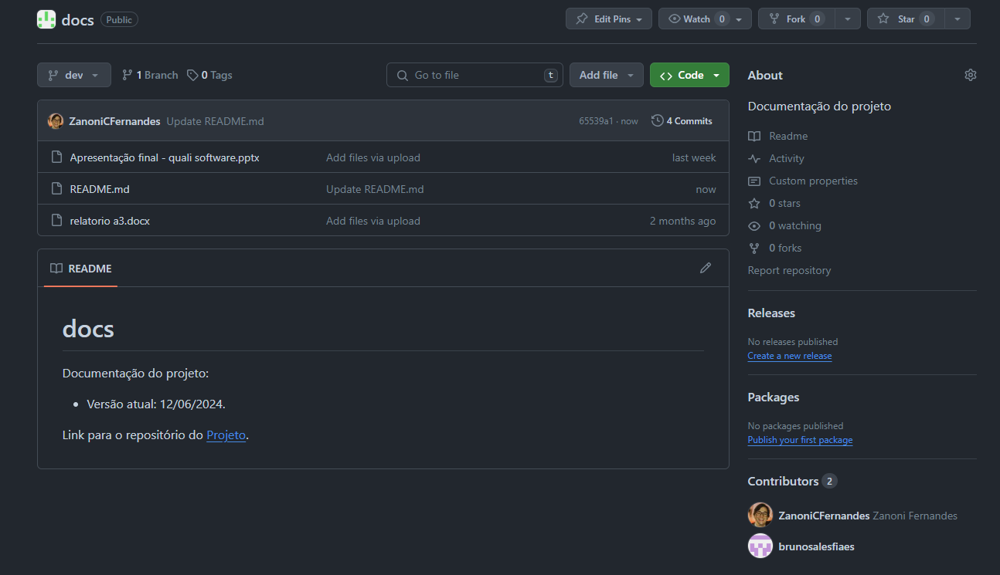 docs Public Edit Pins Watch 0 Fork 0 Star 0
dev 1 Branch 0 Tags Go to file t Add file Code
ZanoniCFernandes Update README.md 65539a1 · now 4 Commits
Apresentação final - quali software.pptx Add files via upload last week
README.md Update README.md now
relatorio a3.docx Add files via upload 2 months ago
README
docs
Documentação do projeto:
Versão atual: 12/06/2024.
Link para o repositório do Projeto.
About
Documentação do projeto
Readme
Activity
Custom properties
0 stars
0 watching
0 forks
Report repository
Releases
No releases published
Create a new release
Packages
No packages published
Publish your first package
Contributors 2
ZanoniCFernandes Zanoni Fernandes
brunosalesfiaes